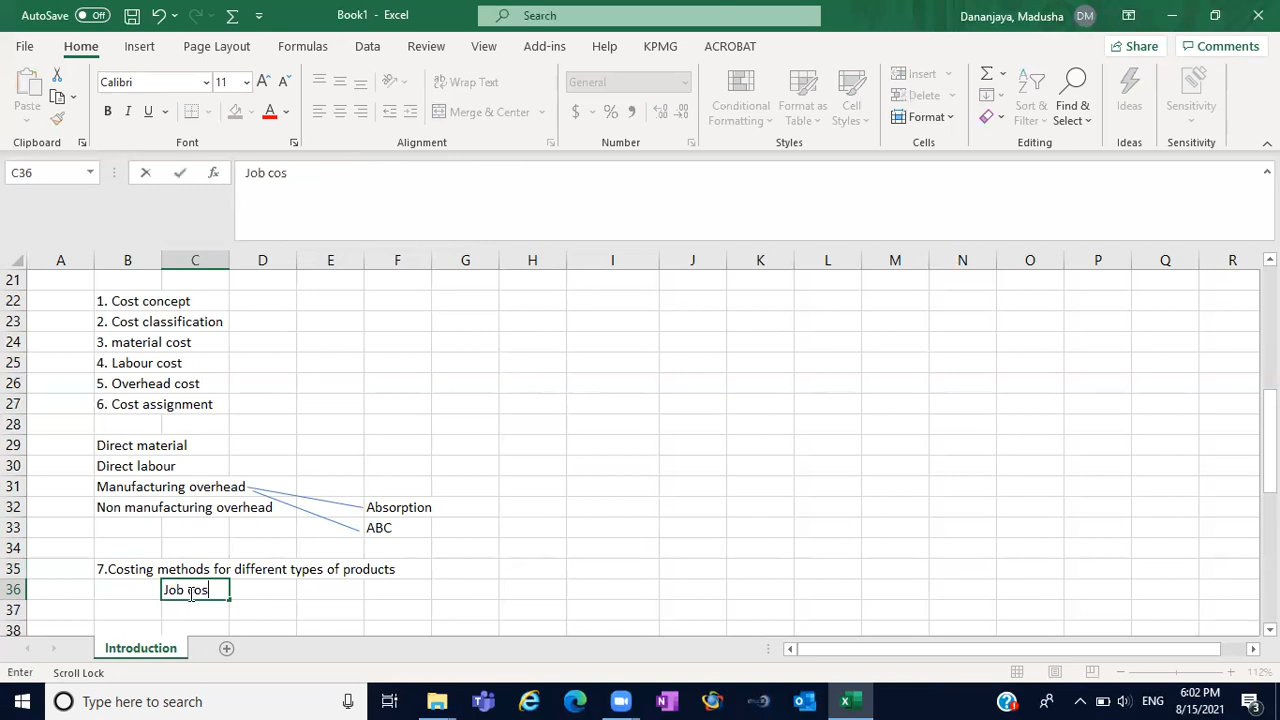 AutoSave Off Book1 - Excel Search Dananjaya, Madusha DM
File Home Insert Page Layout Formulas Data Review View Add-ins Help KPMG ACROBAT Share Comments
Paste Calibri 11 Wrap Text General Conditional Formatting Format as Table Cell Styles Insert Sort & Filter Find & Select Ideas Sensitivity
B I U A Merge & Center $ % Delete
Format
Clipboard Font Alignment Number Styles Cells Editing Ideas Sensitivity
C36 fx Job cos
A B C D E F G H I J K L M N O P Q R
21
22 1. Cost concept
23 2. Cost classification
24 3. material cost
25 4. Labour cost
26 5. Overhead cost
27 6. Cost assignment
28
29 Direct material
30 Direct labour
31 Manufacturing overhead
32 Non manufacturing overhead Absorption
33 ABC
34
35 7.Costing methods for different types of products
36 Job cos
37
38
Introduction
Enter Scroll Lock 112%
Type here to search ENG 6:02 PM
8/15/2021 3